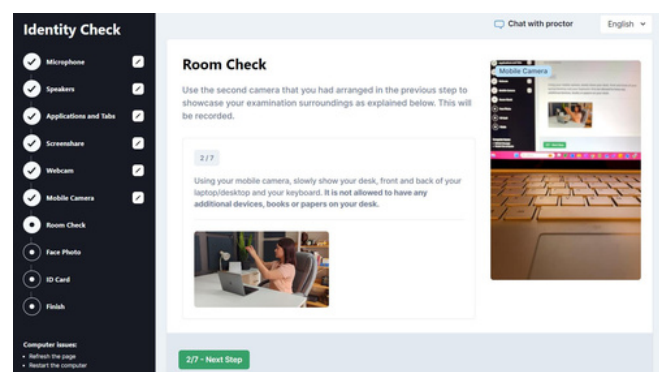 Identity Check
Microphone
Speakers
Applications and Tabs
Screenshare
Webcam
Mobile Camera
Room Check
Face Photo
ID Card
Finish
Computer issues:
• Refresh the page
• Restart the computer
Chat with proctor
English
Room Check
Use the second camera that you had arranged in the previous step to
showcase your examination surroundings as explained below. This will
be recorded.
2/7
Using your mobile camera, slowly show your desk, front and back of your
laptop/desktop and your keyboard. It is not allowed to have any
additional devices, books or papers on your desk.
2/7 - Next Step
Mobile Camera